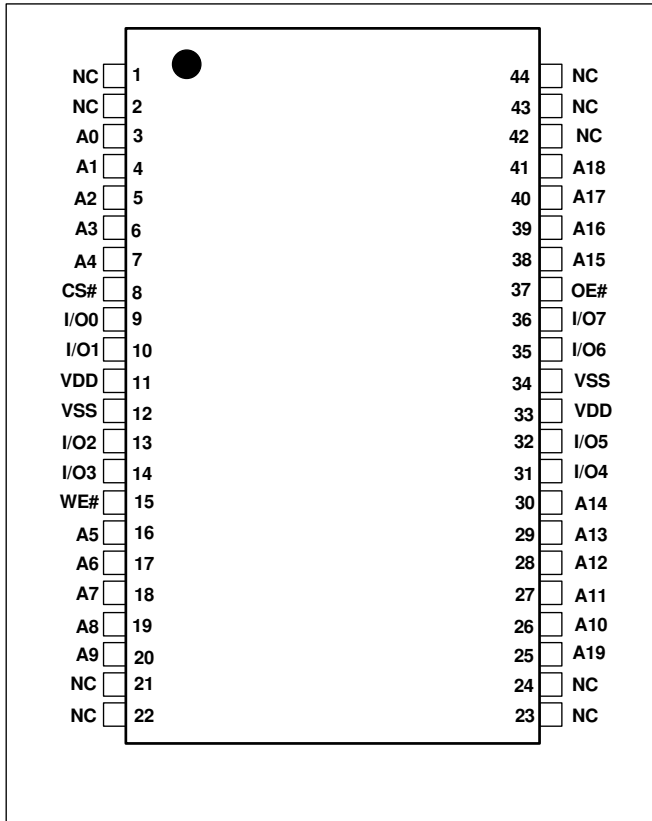 NC 1 44 NC
NC 2 43 NC
A0 3 42 NC
A1 4 41 A18
A2 5 40 A17
A3 6 39 A16
A4 7 38 A15
CS# 8 37 OE#
I/O0 9 36 I/O7
I/O1 10 35 I/O6
VDD 11 34 VSS
VSS 12 33 VDD
I/O2 13 32 I/O5
I/O3 14 31 I/O4
WE# 15 30 A14
A5 16 29 A13
A6 17 28 A12
A7 18 27 A11
A8 19 26 A10
A9 20 25 A19
NC 21 24 NC
NC 22 23 NC